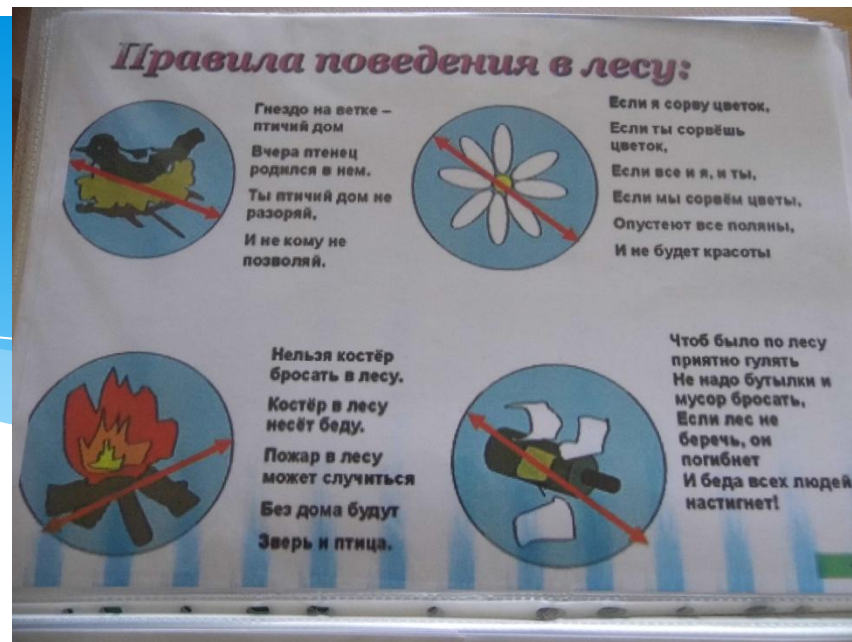 Правила поведения в лесу:
Гнездо на ветке –
птичий дом
Вчера птенец
родился в нем.
Ты птичий дом не
разоряй,
И не кому не
позволяй.
Если я сорву цветок,
Если ты сорвёшь
цветок,
Если все и я, и ты,
Если мы сорвём цветы,
Опустеют все поляны,
И не будет красоты
Нельзя костёр
бросать в лесу.
Костёр в лесу
несёт беду.
Пожар в лесу
может случиться
Без дома будут
Зверь и птица.
Чтоб было по лесу
приятно гулять
Не надо бутылки и
мусор бросать,
Если лес не
беречь, он
погибнет
И беда всех людей
настигнет!